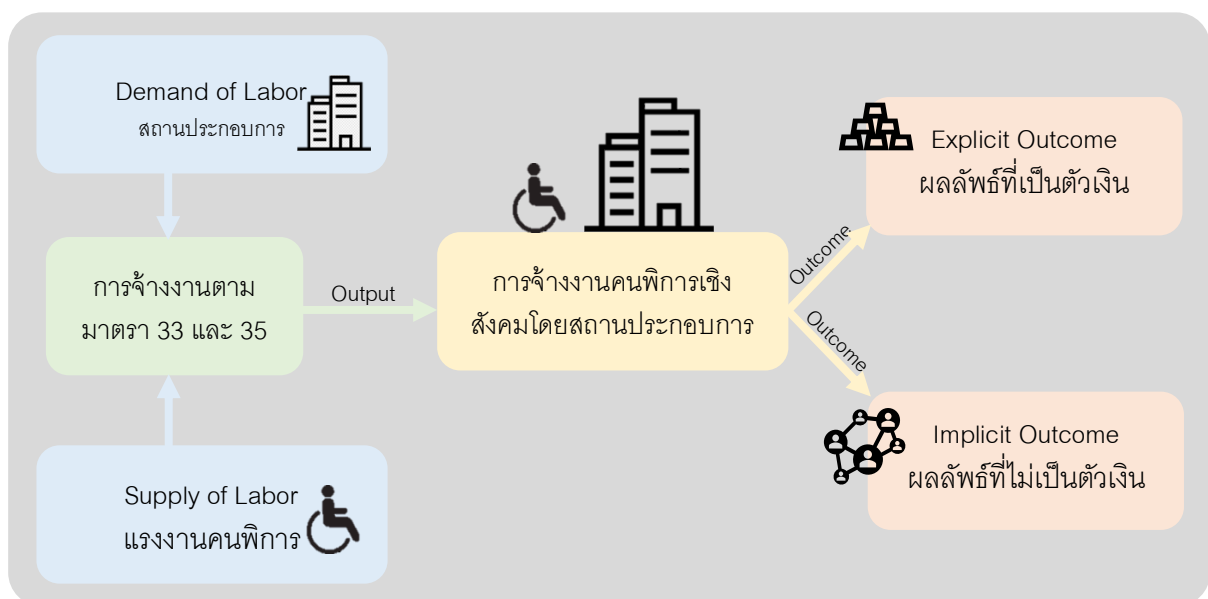 Demand of Labor
สถานประกอบการ
การจ้างงานตาม
มาตรา 33 และ 35
Supply of Labor
แรงงานคนพิการ
Output
การจ้างงานคนพิการเชิง
สังคมโดยสถานประกอบการ
Outcome
Outcome
Explicit Outcome
ผลลัพธ์ที่เป็นตัวเงิน
Implicit Outcome
ผลลัพธ์ที่ไม่เป็นตัวเงิน